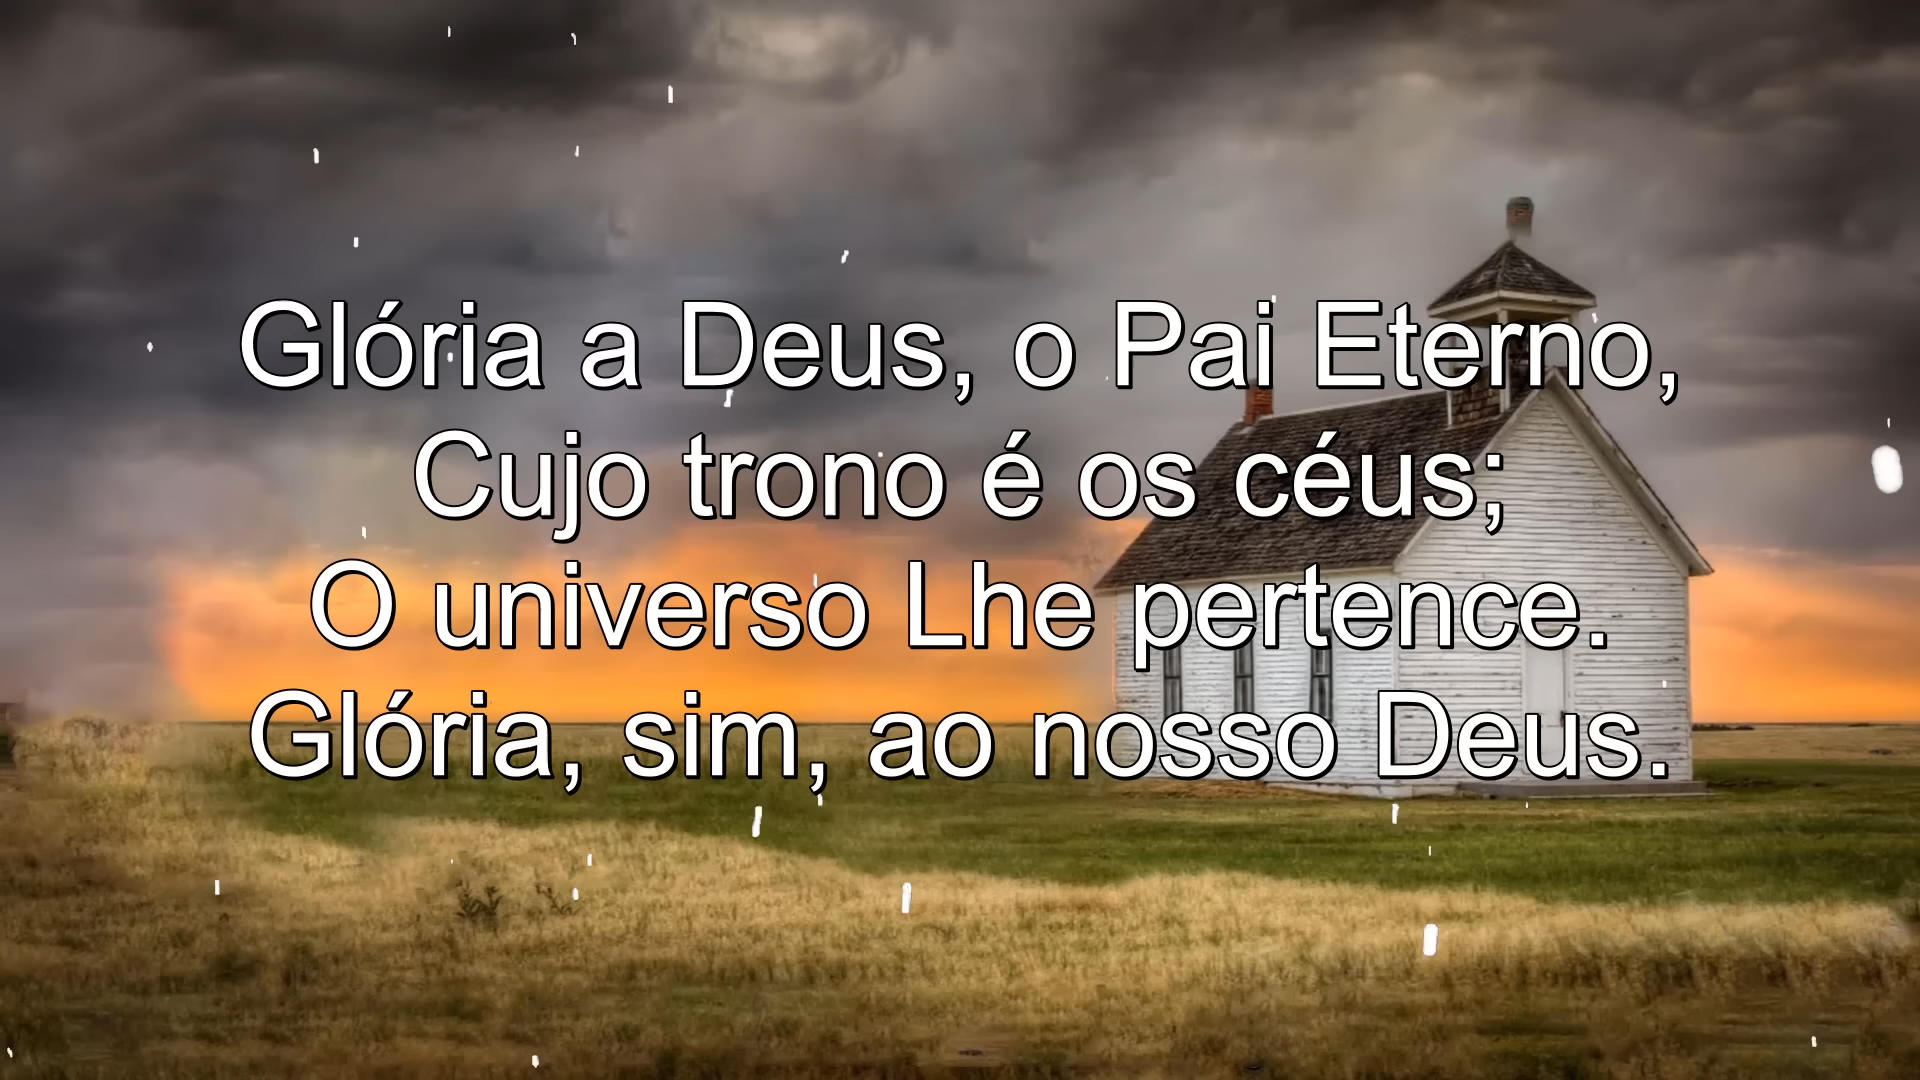 Glória a Deus, o Pai Eterno,
Cujo trono é os céus;
O universo Lhe pertence.
Glória, sim, ao nosso Deus.